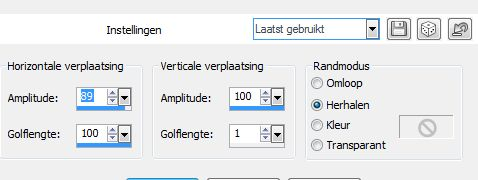 Instellingen Laatst gebruikt
Horizontale verplaatsing Verticale verplaatsing Randmodus
Amplitude: 89 Amplitude: 100 Omloop
Herhalen
Golflengte: 100 Golflengte: 1 Kleur
Transparant